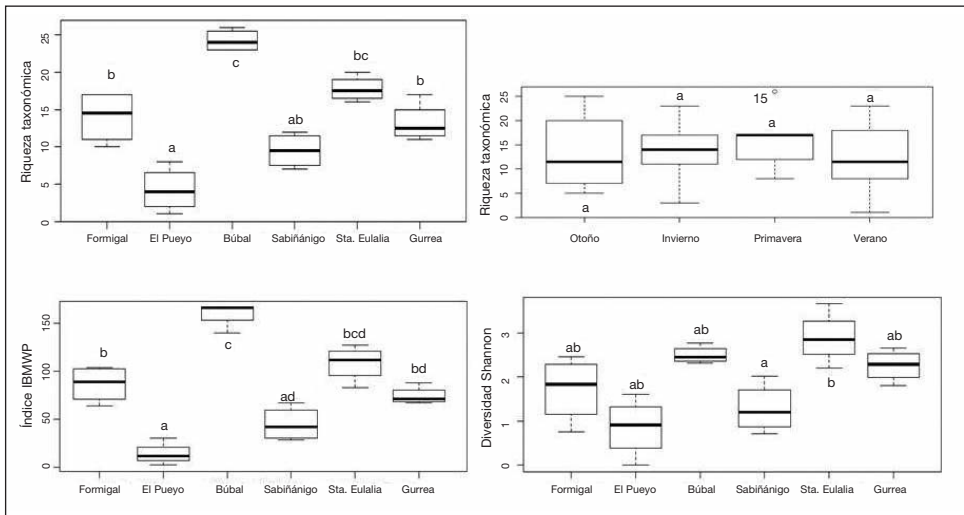 Riqueza taxonómica
0 5 10 15 20 25
b a c ab bc b
Formigal El Pueyo Búbal Sabiñánigo Sta. Eulalia Gurrea
Riqueza taxonómica
0 5 10 15 20 25
a a 15 a a
Otoño Invierno Primavera Verano
Índice IBMWP
0 50 100 150
b a c ad bcd bd
Formigal El Pueyo Búbal Sabiñánigo Sta. Eulalia Gurrea
Diversidad Shannon
0 1 2 3
ab ab ab a b ab
Formigal El Pueyo Búbal Sabiñánigo Sta. Eulalia Gurrea